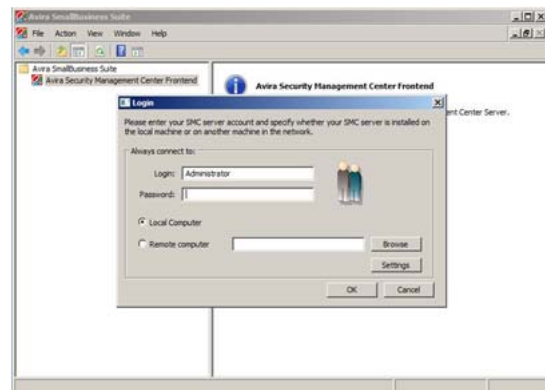 Avira SmallBusiness Suite
File Action View Window Help
Avira SmallBusiness Suite
Avira Security Management Center Frontend
Avira Security Management Center Frontend
ent Center Server.
Login
Please enter your SMC server account and specify whether your SMC server is installed on
the local machine or on another machine in the network.
Always connect to:
Login: Administrator
Password:
Local Computer
Remote computer
Browse
Settings
OK Cancel